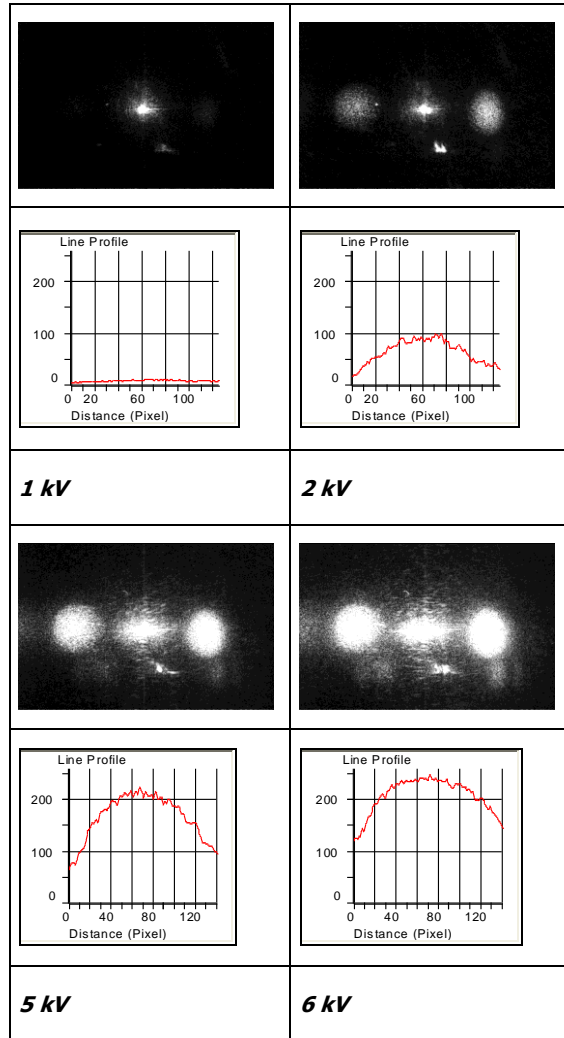 Line Profile
200
100
0
0 20 60 100
Distance (Pixel)
Line Profile
200
100
0
0 20 60 100
Distance (Pixel)
1 kV
2 kV
Line Profile
200
100
0
0 40 80 120
Distance (Pixel)
Line Profile
200
100
0
0 40 80 120
Distance (Pixel)
5 kV
6 kV